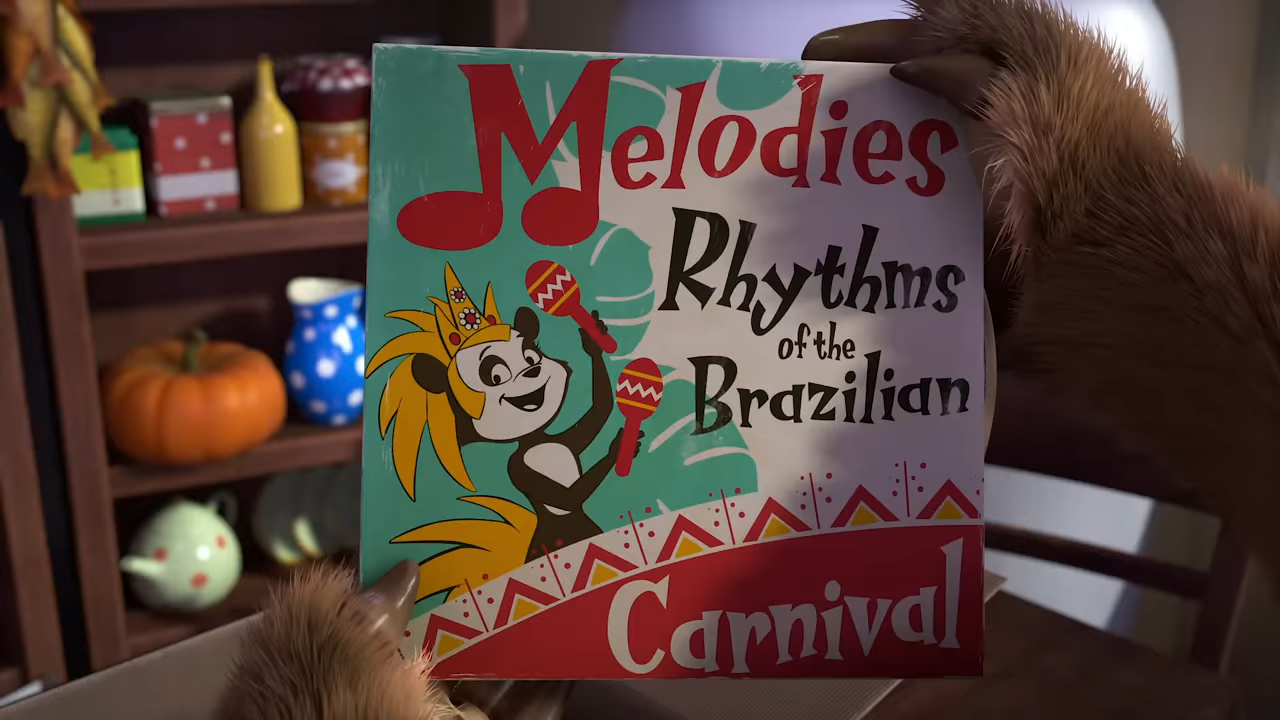 Melodies
Rhythms
of the
Brazilian
Carnival